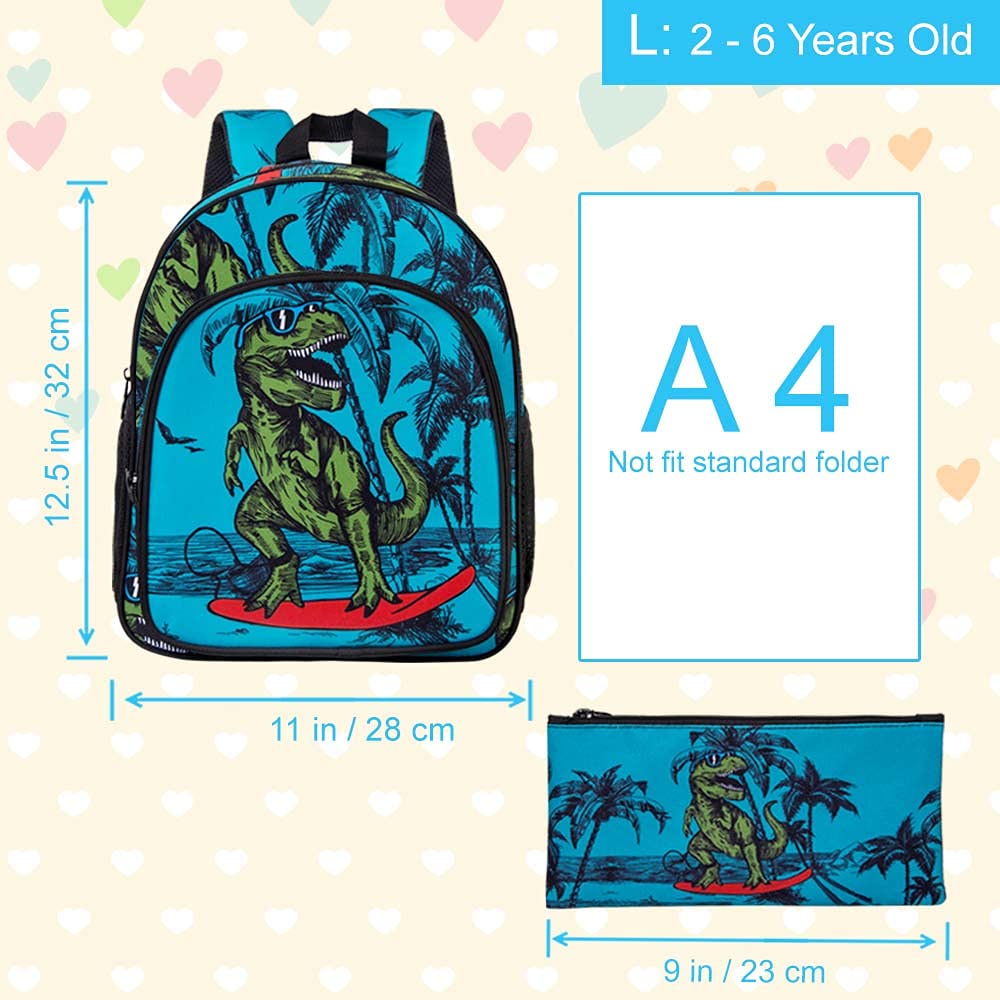 L: 2 - 6 Years Old
12.5 in / 32 cm
A 4
Not fit standard folder
11 in / 28 cm
9 in / 23 cm